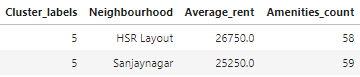 Cluster_labels Neighbourhood Average_rent Amenities_count
5 HSR Layout 26750.0 58
5 Sanjaynagar 25250.0 59